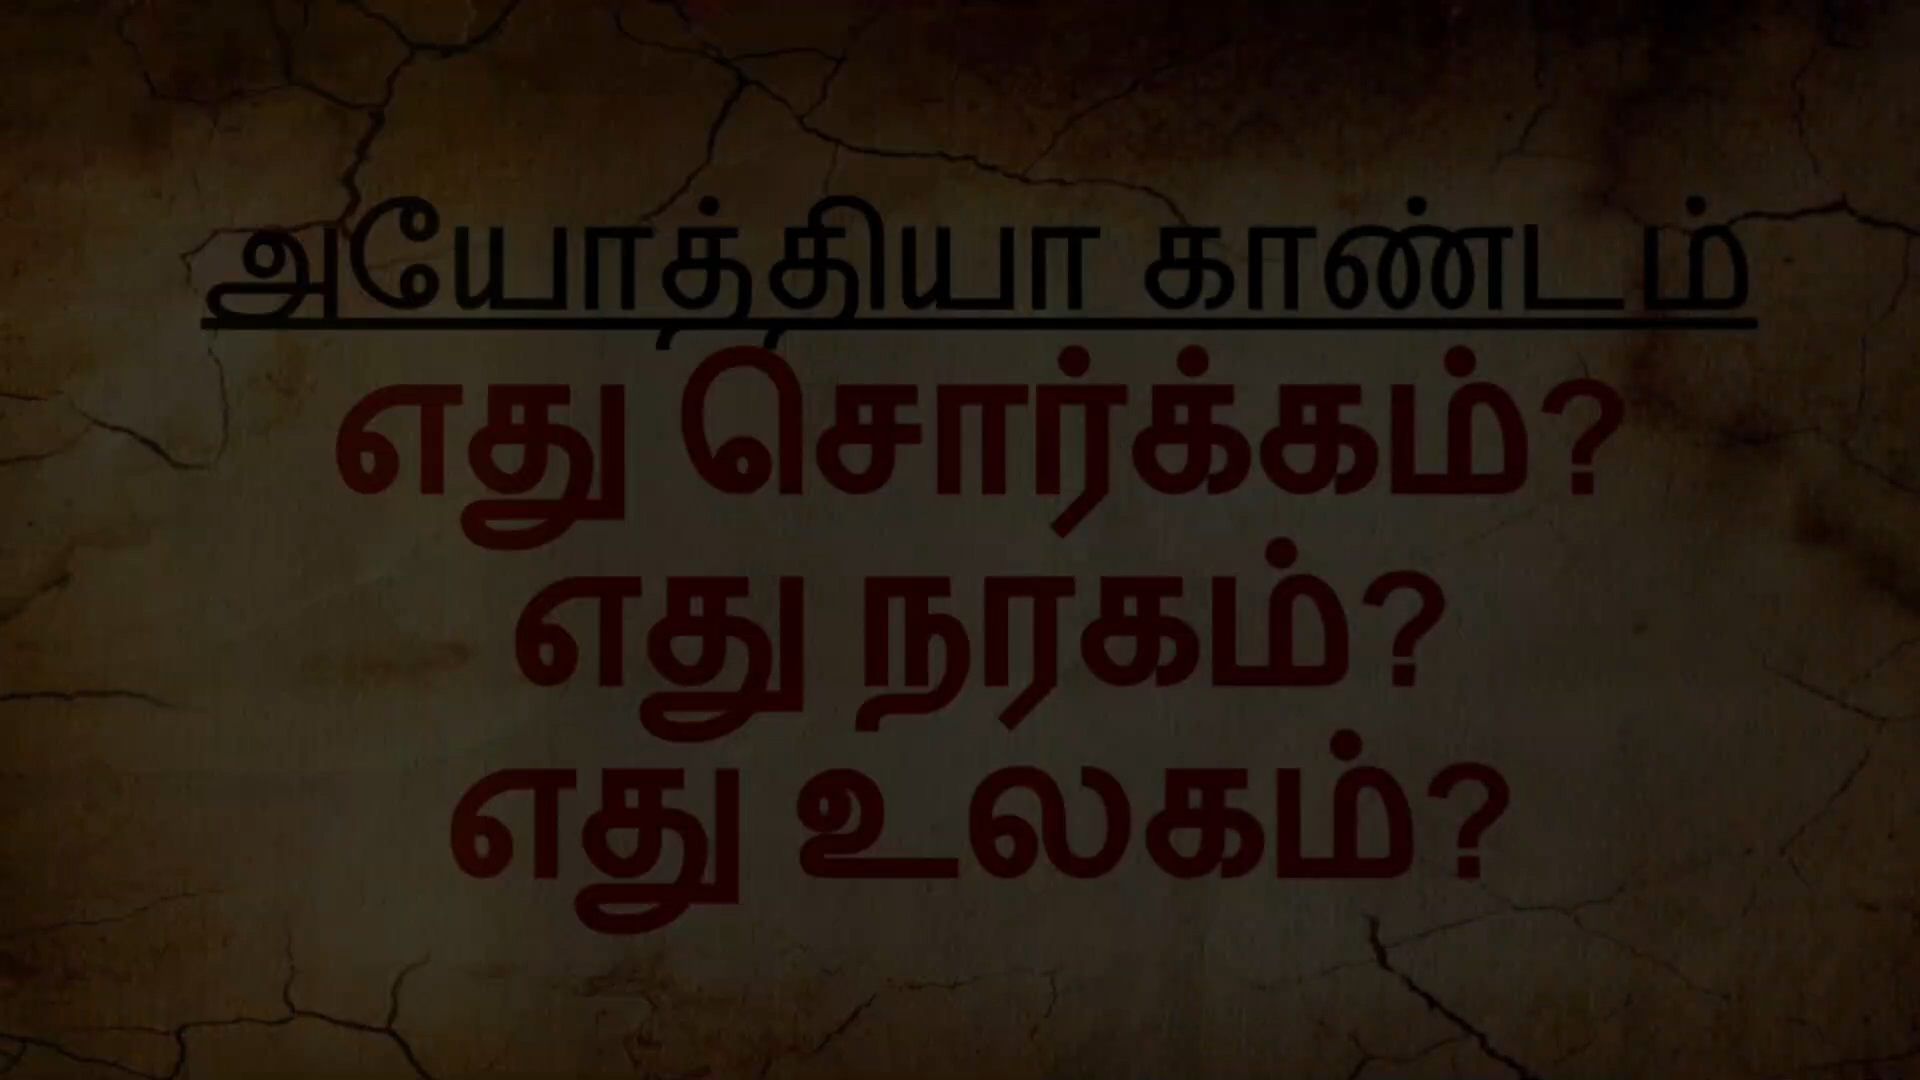 அயோத்தியா காண்டம்
எது சொர்க்கம்?
எது நரகம்?
எது உலகம்?